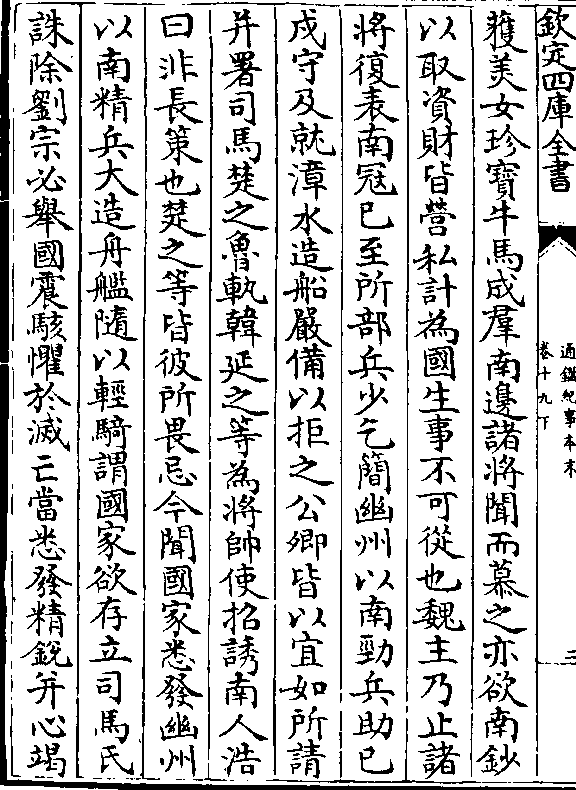 欽定四庫全書
通鑑紀事本末
卷十九下
三
獲美女珍寶牛馬成羣南邊諸將聞而慕之亦欲南鈔
以取資財皆營私計為國生事不可從也魏主乃止諸
將復表南冦已至所部兵少乞簡幽州以南勁兵助已
戍守及就漳水造船嚴備以拒之公卿皆以宜如所請
并署司馬楚之魯軌韓延之等為將帥使招誘南人浩
曰非長策也楚之等皆彼所畏忌今聞國家悉發幽州
以南精兵大造舟艦隨以輕騎謂國家欲存立司馬氏
誅除劉宗必舉國震駭懼於滅亡當悉發精鋭并心竭